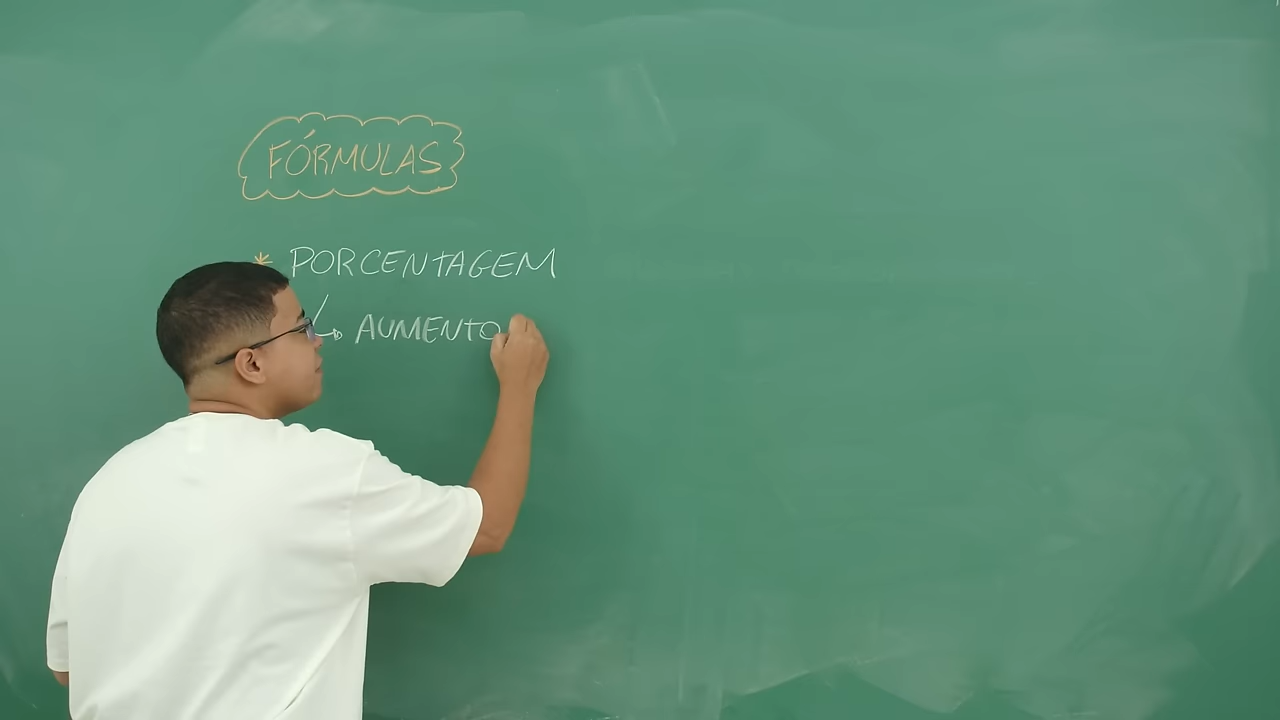 FÓRMULAS
* PORCENTAGEM
↳ AUMENTO